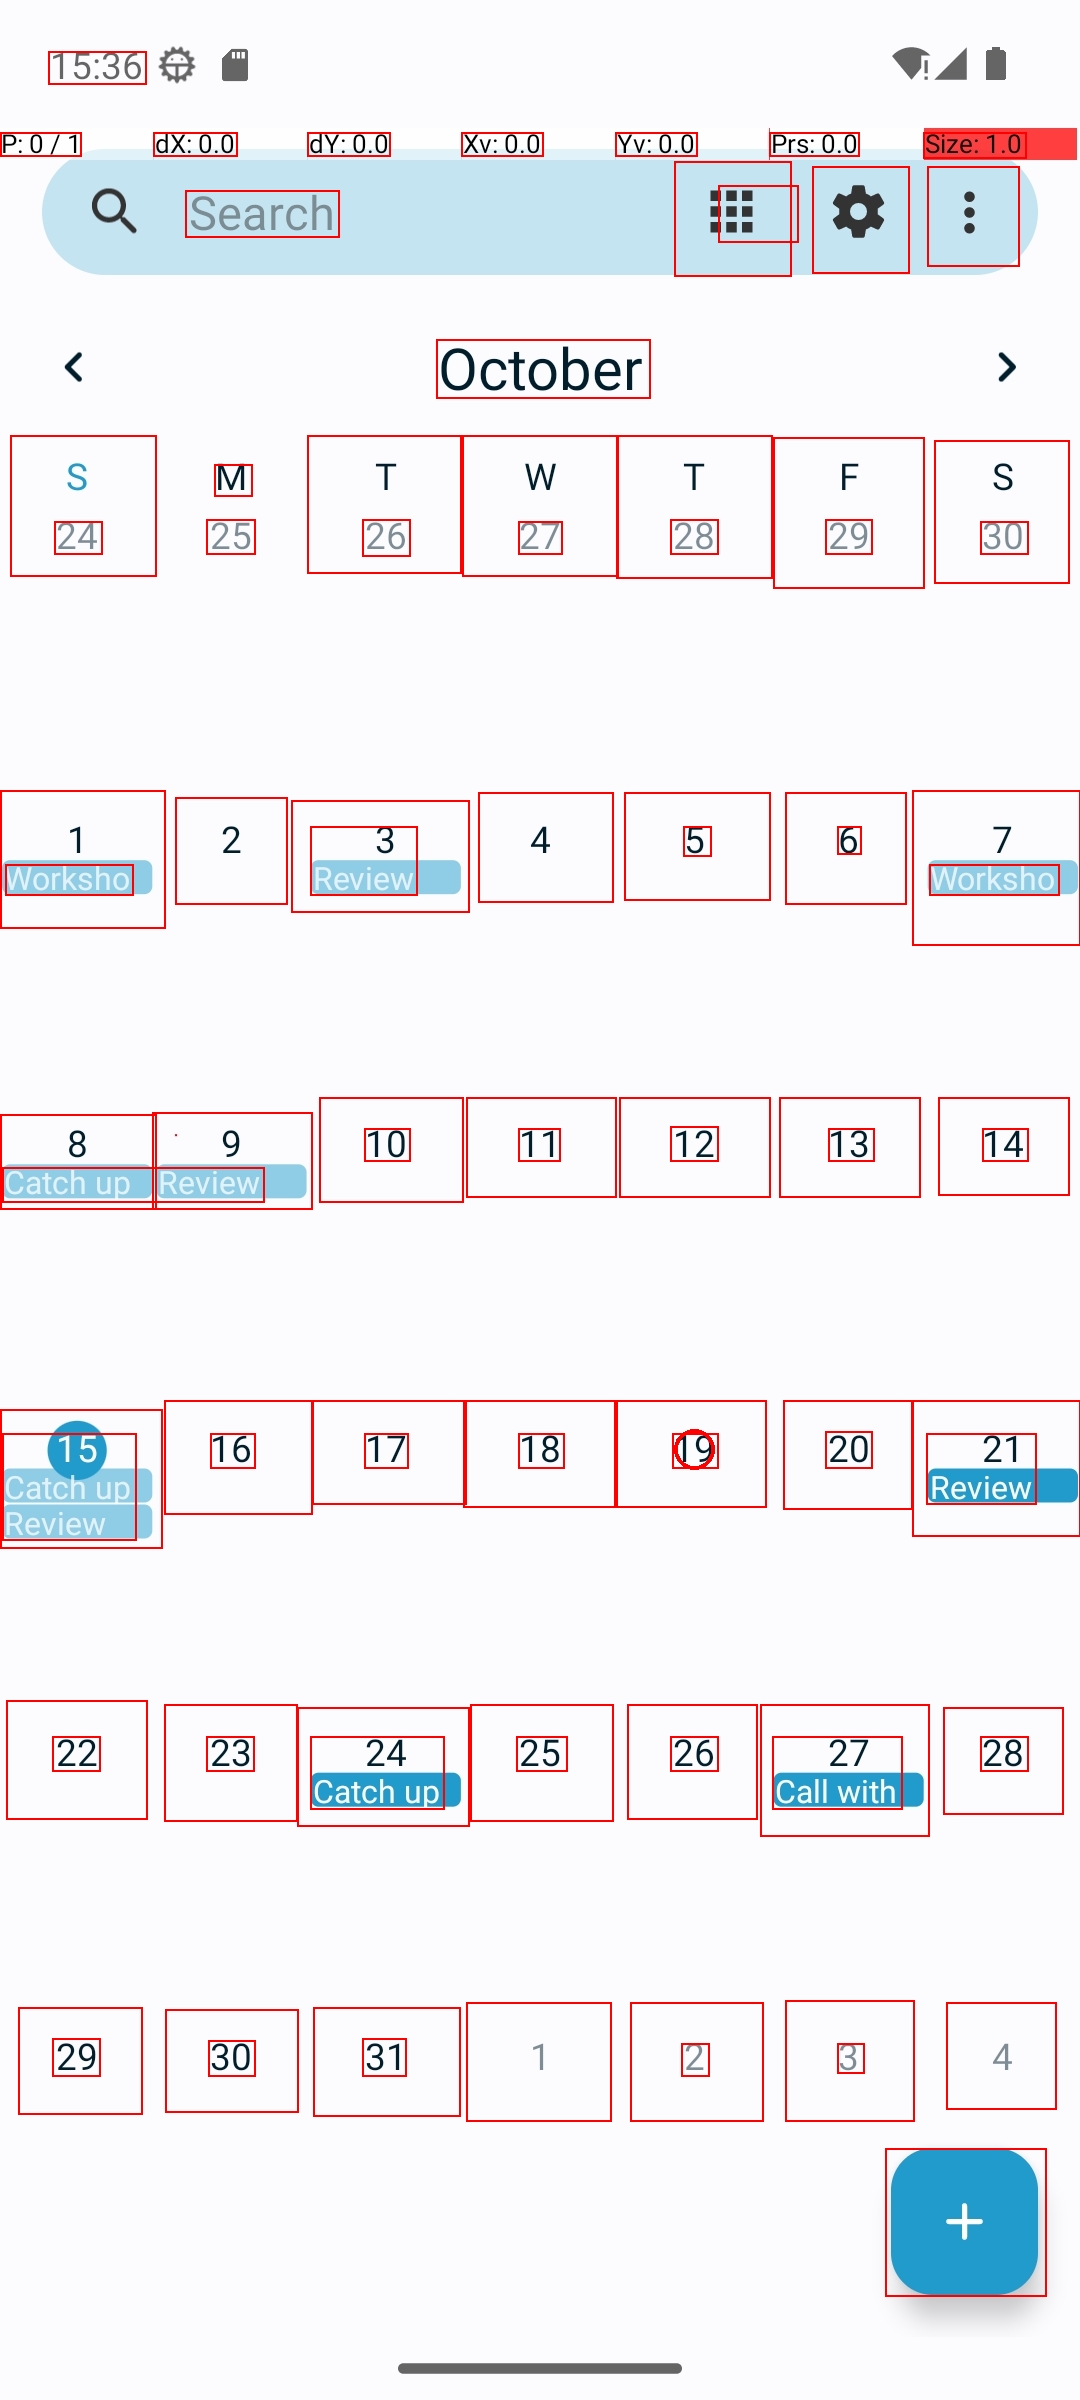 15:36
P: 0 / 1 dX: 0.0 dY: 0.0 Xv: 0.0 Yv: 0.0 Prs: 0.0 Size: 1.0
Search
October
S M T W T F S
24 25 26 27 28 29 30
1 2 3 4 5 6 7
Worksho Review Worksho
8 9 10 11 12 13 14
Catch up Review
15 16 17 18 19 20 21
Catch up Review
Review
22 23 24 25 26 27 28
Catch up Call with
29 30 31 1 2 3 4